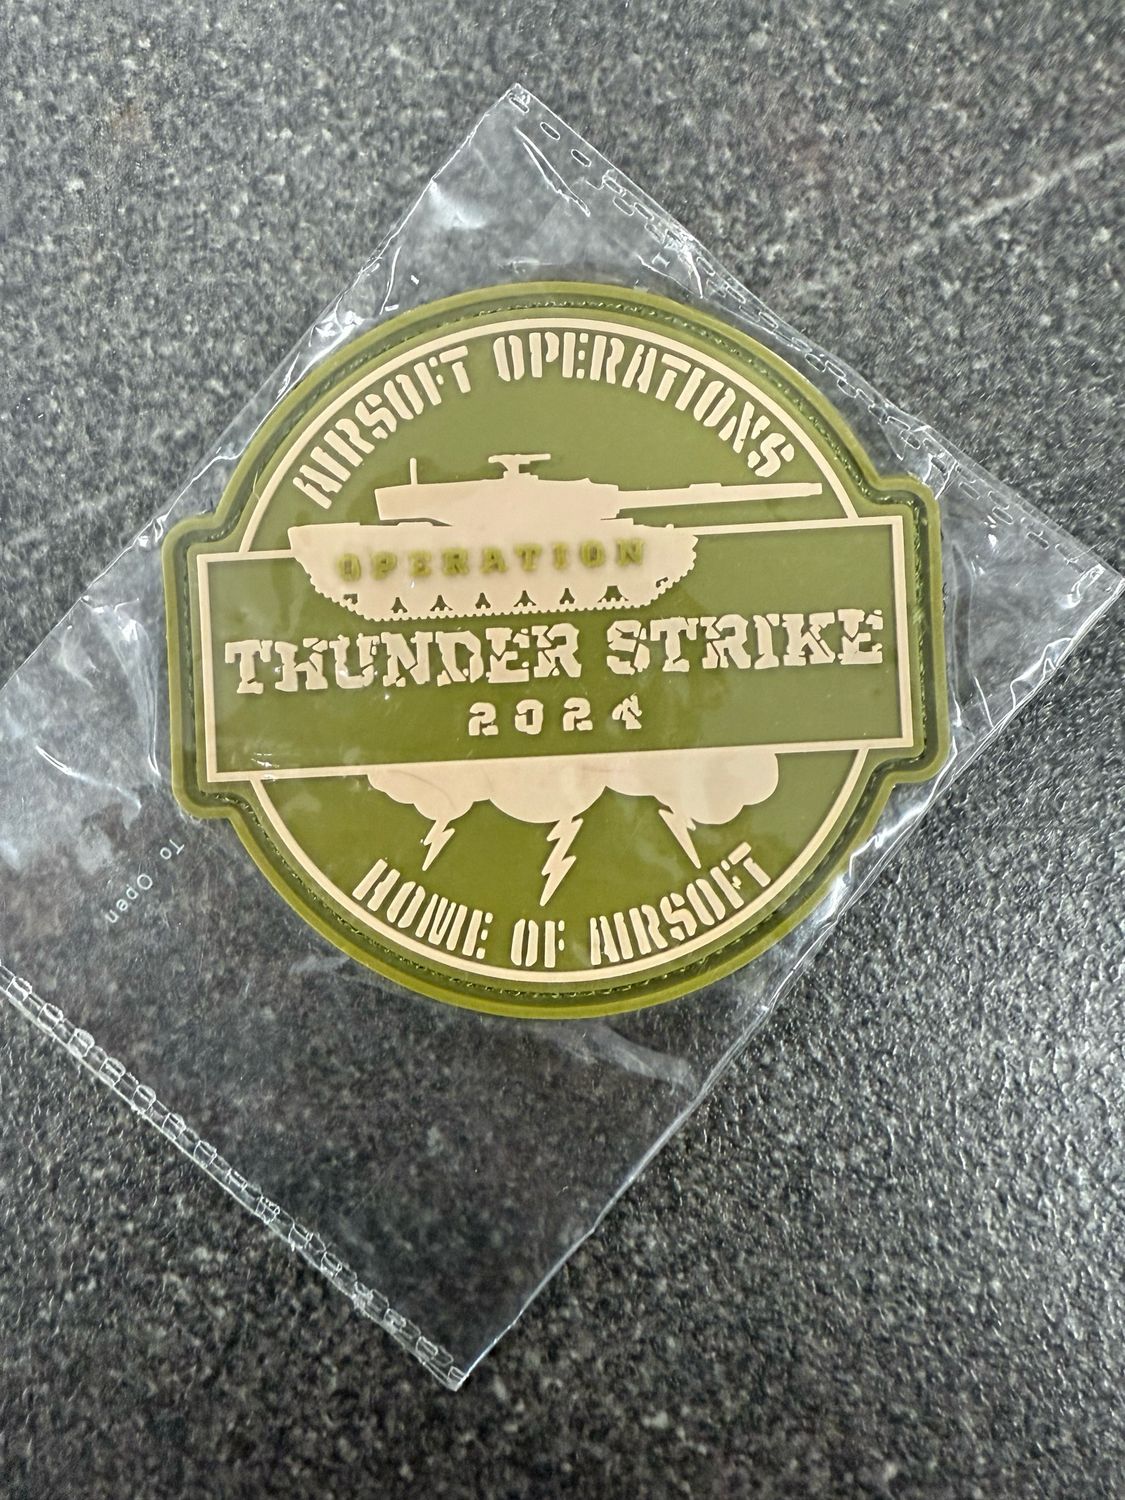 AIRSOFT OPERATIONS
OPERATION
THUNDER STRIKE
2024
HOME OF AIRSOFT
To Open